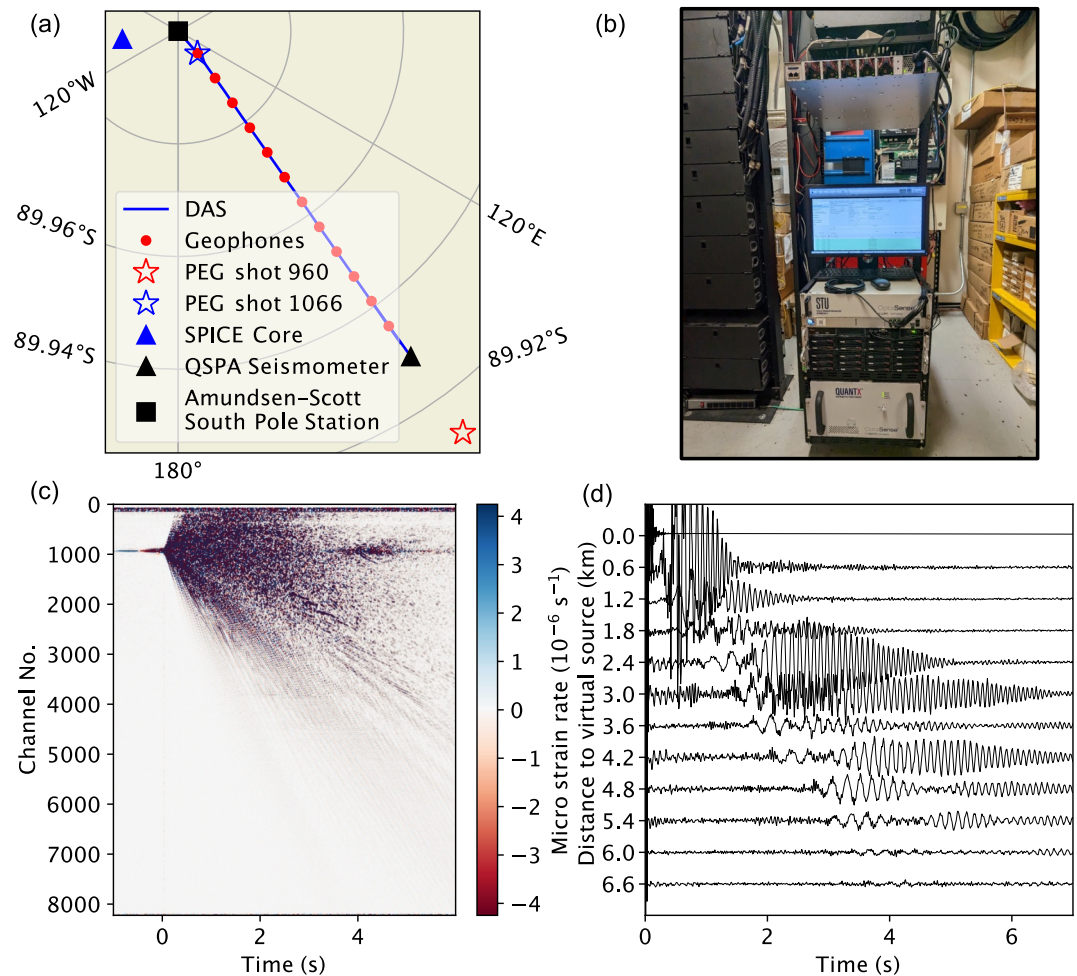 (a)
120°W
89.96°S
89.94°S
120°E
89.92°S
180°
DAS
Geophones
PEG shot 960
PEG shot 1066
SPICE Core
QSPA Seismometer
Amundsen−Scott
South Pole Station
(b)
STU
QUANTX
(c)
0
1000
2000
3000
4000
5000
6000
7000
8000
Channel No.
0
2
4
Time (s)
4
3
2
1
0
−1
−2
−3
−4
Micro strain rate (10⁻⁶ s⁻¹)
(d)
Distance to virtual source (km)
0.0
0.6
1.2
1.8
2.4
3.0
3.6
4.2
4.8
5.4
6.0
6.6
0
2
4
6
Time (s)